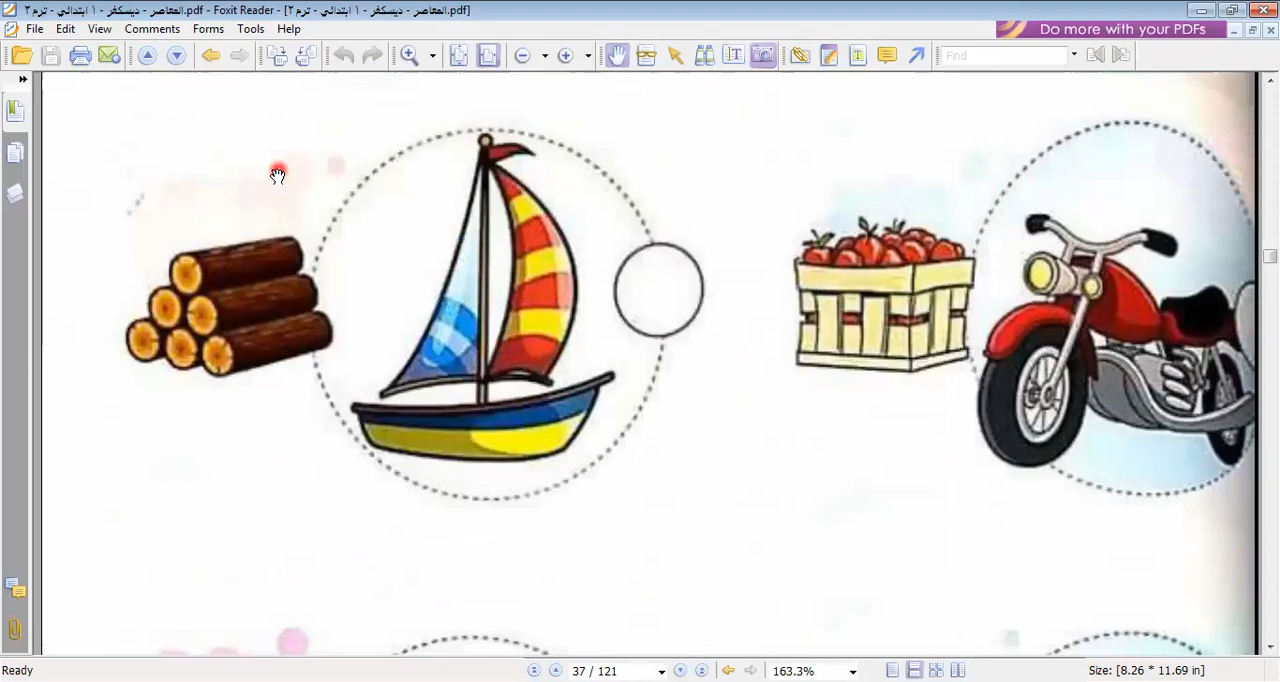 المعاصر - ديسكفر - ١ ابتدائي - ترم ٢.pdf - Foxit Reader - [المعاصر - ديسكفر - ١ ابتدائي - ترم ٢.pdf]
File Edit View Comments Forms Tools Help
Do more with your PDFs
Find
Ready
37 / 121
163.3%
Size: [8.26 * 11.69 in]